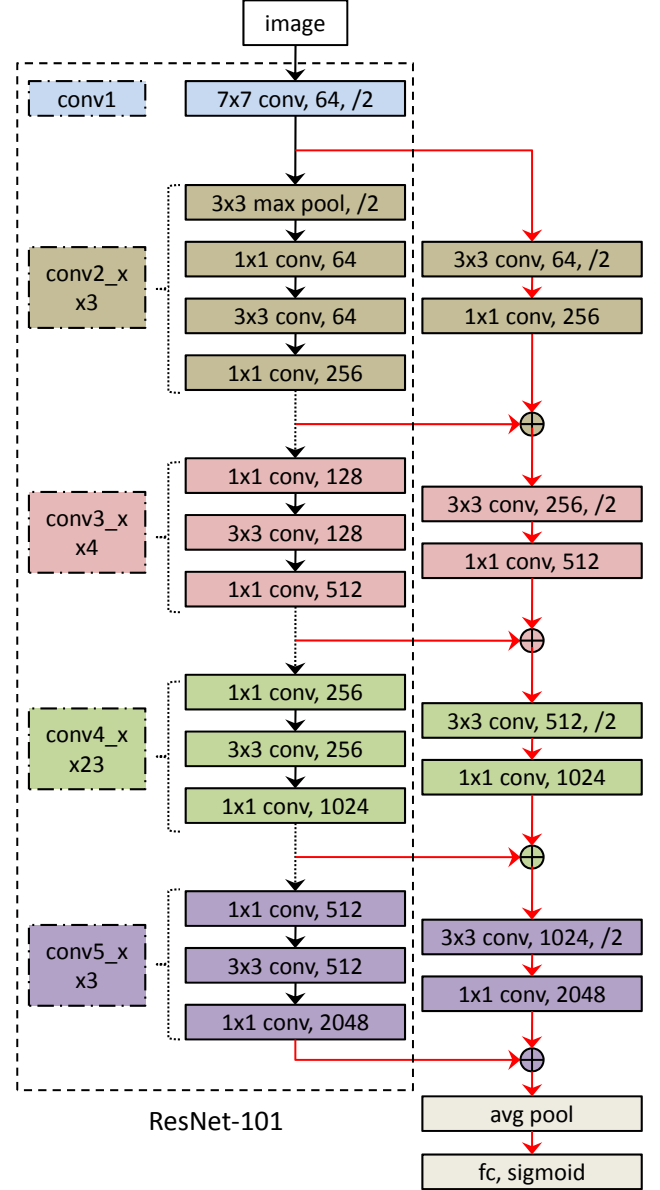 image
conv1
7x7 conv, 64, /2
3x3 max pool, /2
1x1 conv, 64
3x3 conv, 64
1x1 conv, 256
conv2_x
x3
3x3 conv, 64, /2
1x1 conv, 256
1x1 conv, 128
3x3 conv, 128
1x1 conv, 512
conv3_x
x4
3x3 conv, 256, /2
1x1 conv, 512
1x1 conv, 256
3x3 conv, 256
1x1 conv, 1024
conv4_x
x23
3x3 conv, 512, /2
1x1 conv, 1024
1x1 conv, 512
3x3 conv, 512
1x1 conv, 2048
conv5_x
x3
3x3 conv, 1024, /2
1x1 conv, 2048
ResNet-101
avg pool
fc, sigmoid